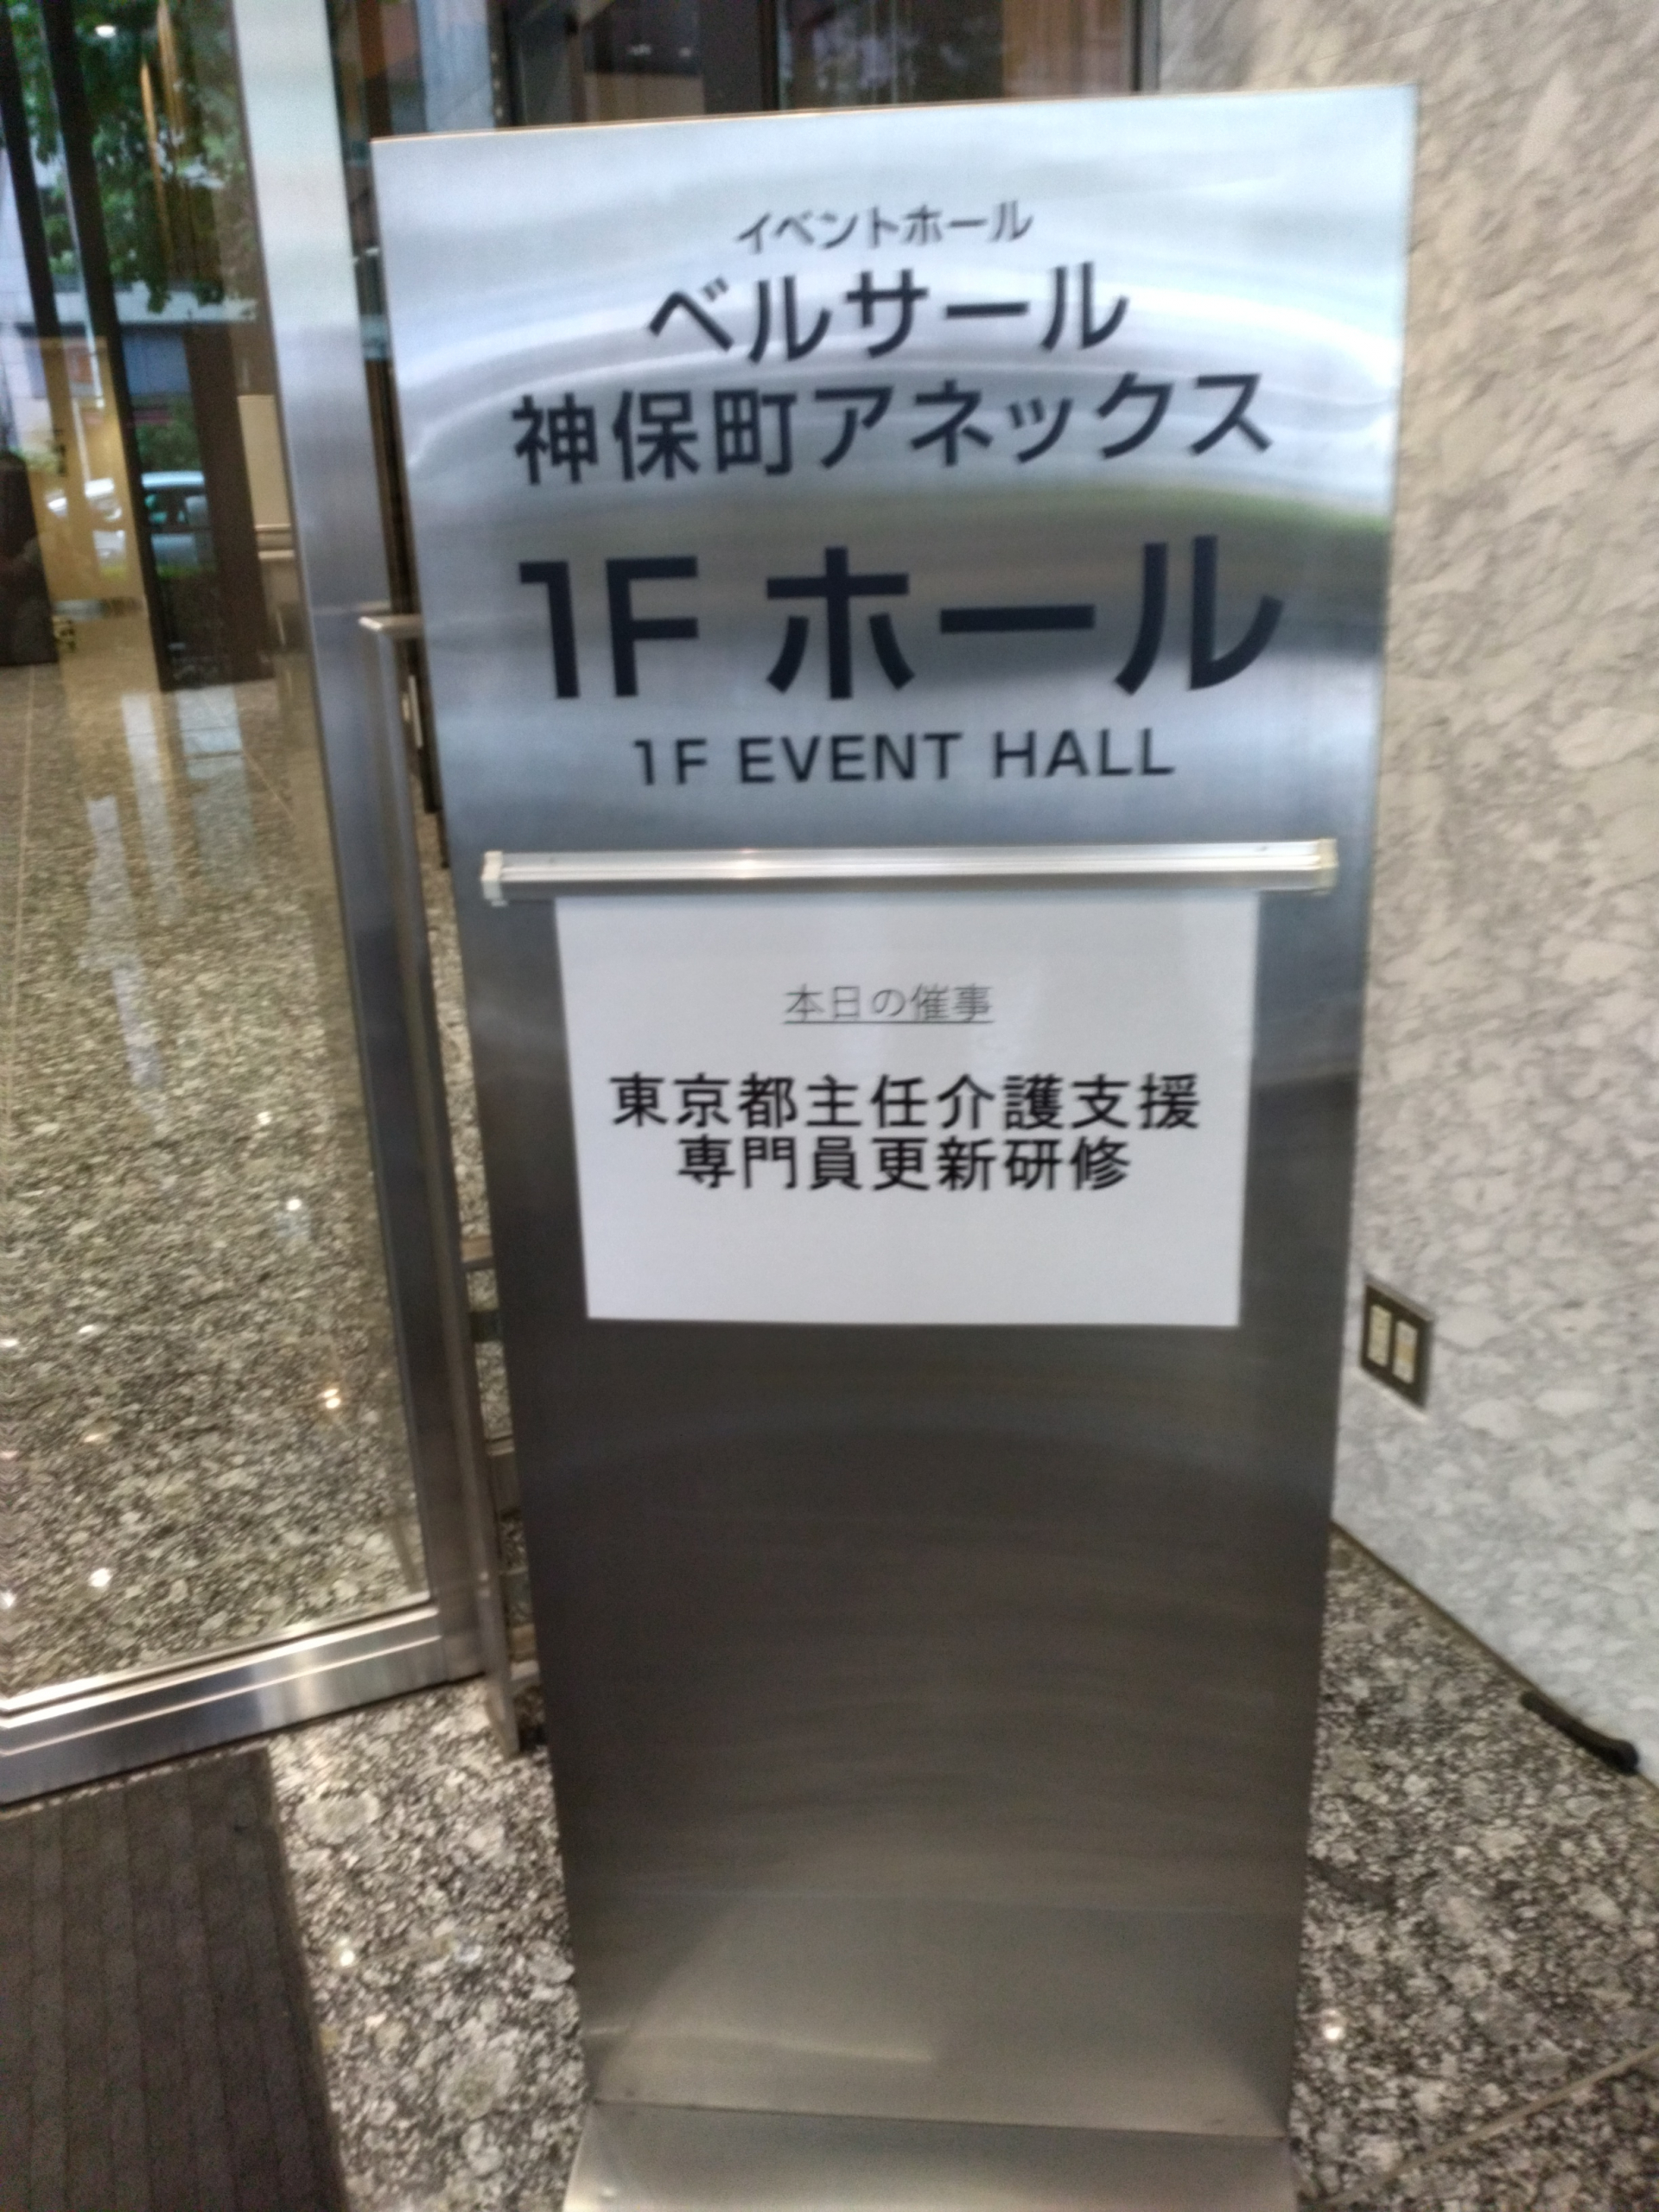 イベントホール
ベルサール
神保町アネックス
1F ホール
1F EVENT HALL
本日の催事
東京都主任介護支援
専門員更新研修